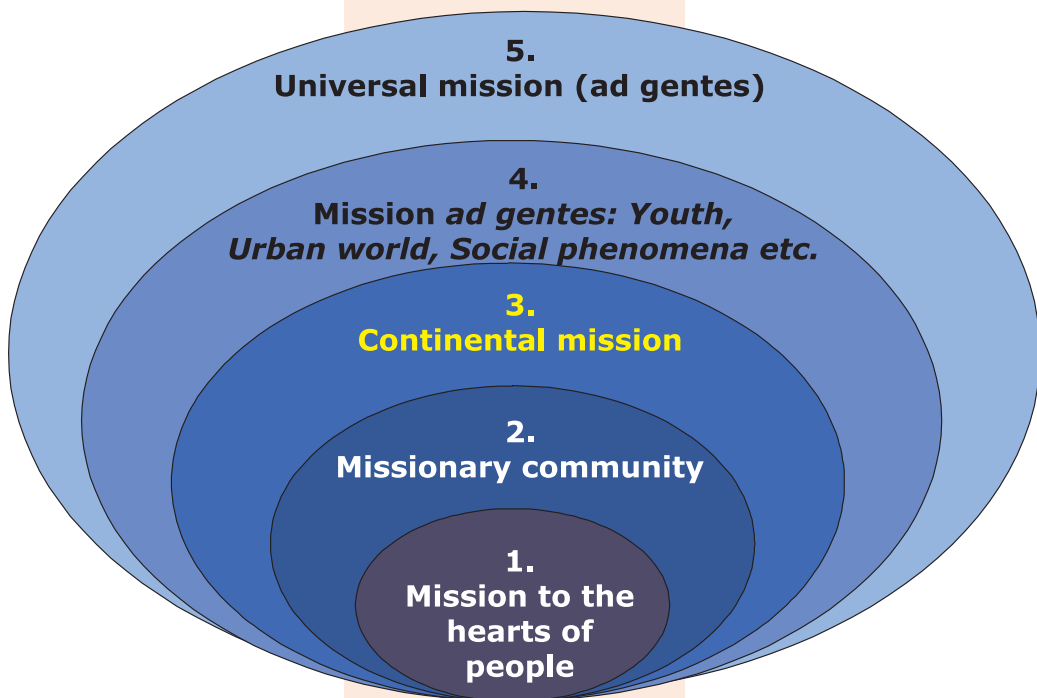 5.
Universal mission (ad gentes)
4.
Mission ad gentes: Youth,
Urban world, Social phenomena etc.
3.
Continental mission
2.
Missionary community
1.
Mission to the
hearts of
people